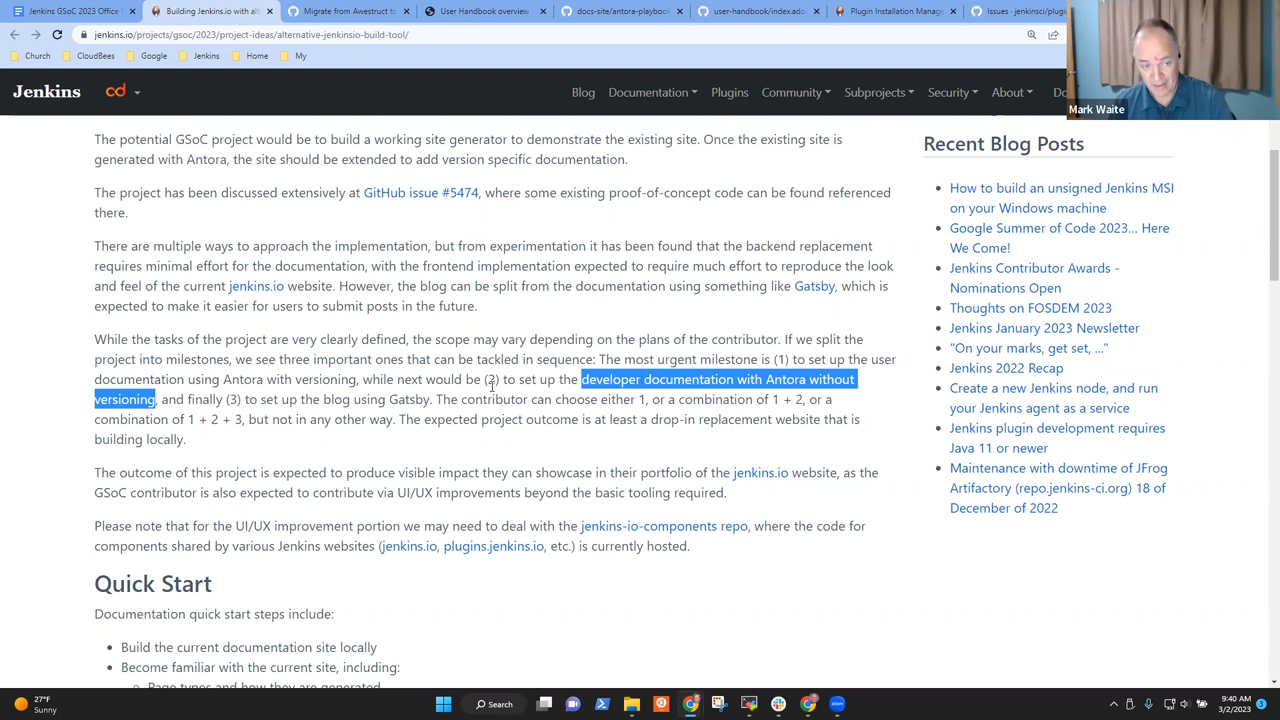 Jenkins GSoC 2023 Office
Building Jenkins.io with alt
Migrate from Awestruct to
User Handbook overview
docs-site/antora-playbook
user-handbook/index.ado
Plugin Installation Mana
Issues · jenkinsci/plugi
jenkins.io/projects/gsoc/2023/project-ideas/alternative-jenkinsio-build-tool/
Church
CloudBees
Google
Jenkins
Home
My
Mark Waite
Jenkins
cd
Blog
Documentation
Plugins
Community
Subprojects
Security
About
The potential GSoC project would be to build a working site generator to demonstrate the existing site. Once the existing site is
generated with Antora, the site should be extended to add version specific documentation.
The project has been discussed extensively at GitHub issue #5474, where some existing proof-of-concept code can be found referenced
there.
There are multiple ways to approach the implementation, but from experimentation it has been found that the backend replacement
requires minimal effort for the documentation, with the frontend implementation expected to require much effort to reproduce the look
and feel of the current jenkins.io website. However, the blog can be split from the documentation using something like Gatsby, which is
expected to make it easier for users to submit posts in the future.
While the tasks of the project are very clearly defined, the scope may vary depending on the plans of the contributor. If we split the
project into milestones, we see three important ones that can be tackled in sequence: The most urgent milestone is (1) to set up the user
documentation using Antora with versioning, while next would be (2) to set up the developer documentation with Antora without
versioning, and finally (3) to set up the blog using Gatsby. The contributor can choose either 1, or a combination of 1 + 2, or a
combination of 1 + 2 + 3, but not in any other way. The expected project outcome is at least a drop-in replacement website that is
building locally.
The outcome of this project is expected to produce visible impact they can showcase in their portfolio of the jenkins.io website, as the
GSoC contributor is also expected to contribute via UI/UX improvements beyond the basic tooling required.
Please note that for the UI/UX improvement portion we may need to deal with the jenkins-io-components repo, where the code for
components shared by various Jenkins websites (jenkins.io, plugins.jenkins.io, etc.) is currently hosted.
Quick Start
Documentation quick start steps include:
Build the current documentation site locally
Become familiar with the current site, including:
Page types and how they are generated
Recent Blog Posts
How to build an unsigned Jenkins MSI
on your Windows machine
Google Summer of Code 2023... Here
We Come!
Jenkins Contributor Awards -
Nominations Open
Thoughts on FOSDEM 2023
Jenkins January 2023 Newsletter
"On your marks, get set, ..."
Jenkins 2022 Recap
Create a new Jenkins node, and run
your Jenkins agent as a service
Jenkins plugin development requires
Java 11 or newer
Maintenance with downtime of JFrog
Artifactory (repo.jenkins-ci.org) 18 of
December of 2022
27°F
Sunny
Search
9:40 AM
3/2/2023